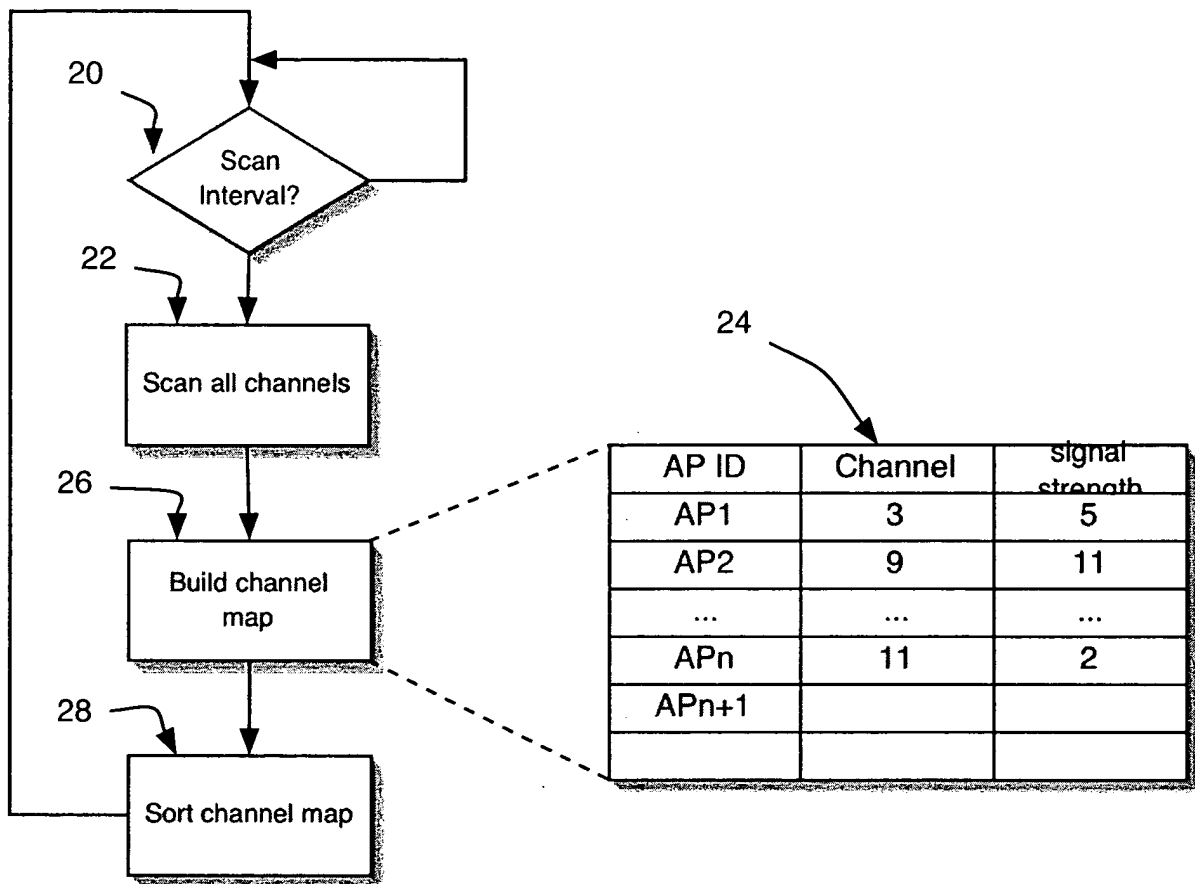 20
Scan
Interval?
22
Scan all channels
24
26
Build channel
map
AP ID Channel signal
strength
AP1 3 5
AP2 9 11
... ... ...
APn 11 2
APn+1
28
Sort channel map